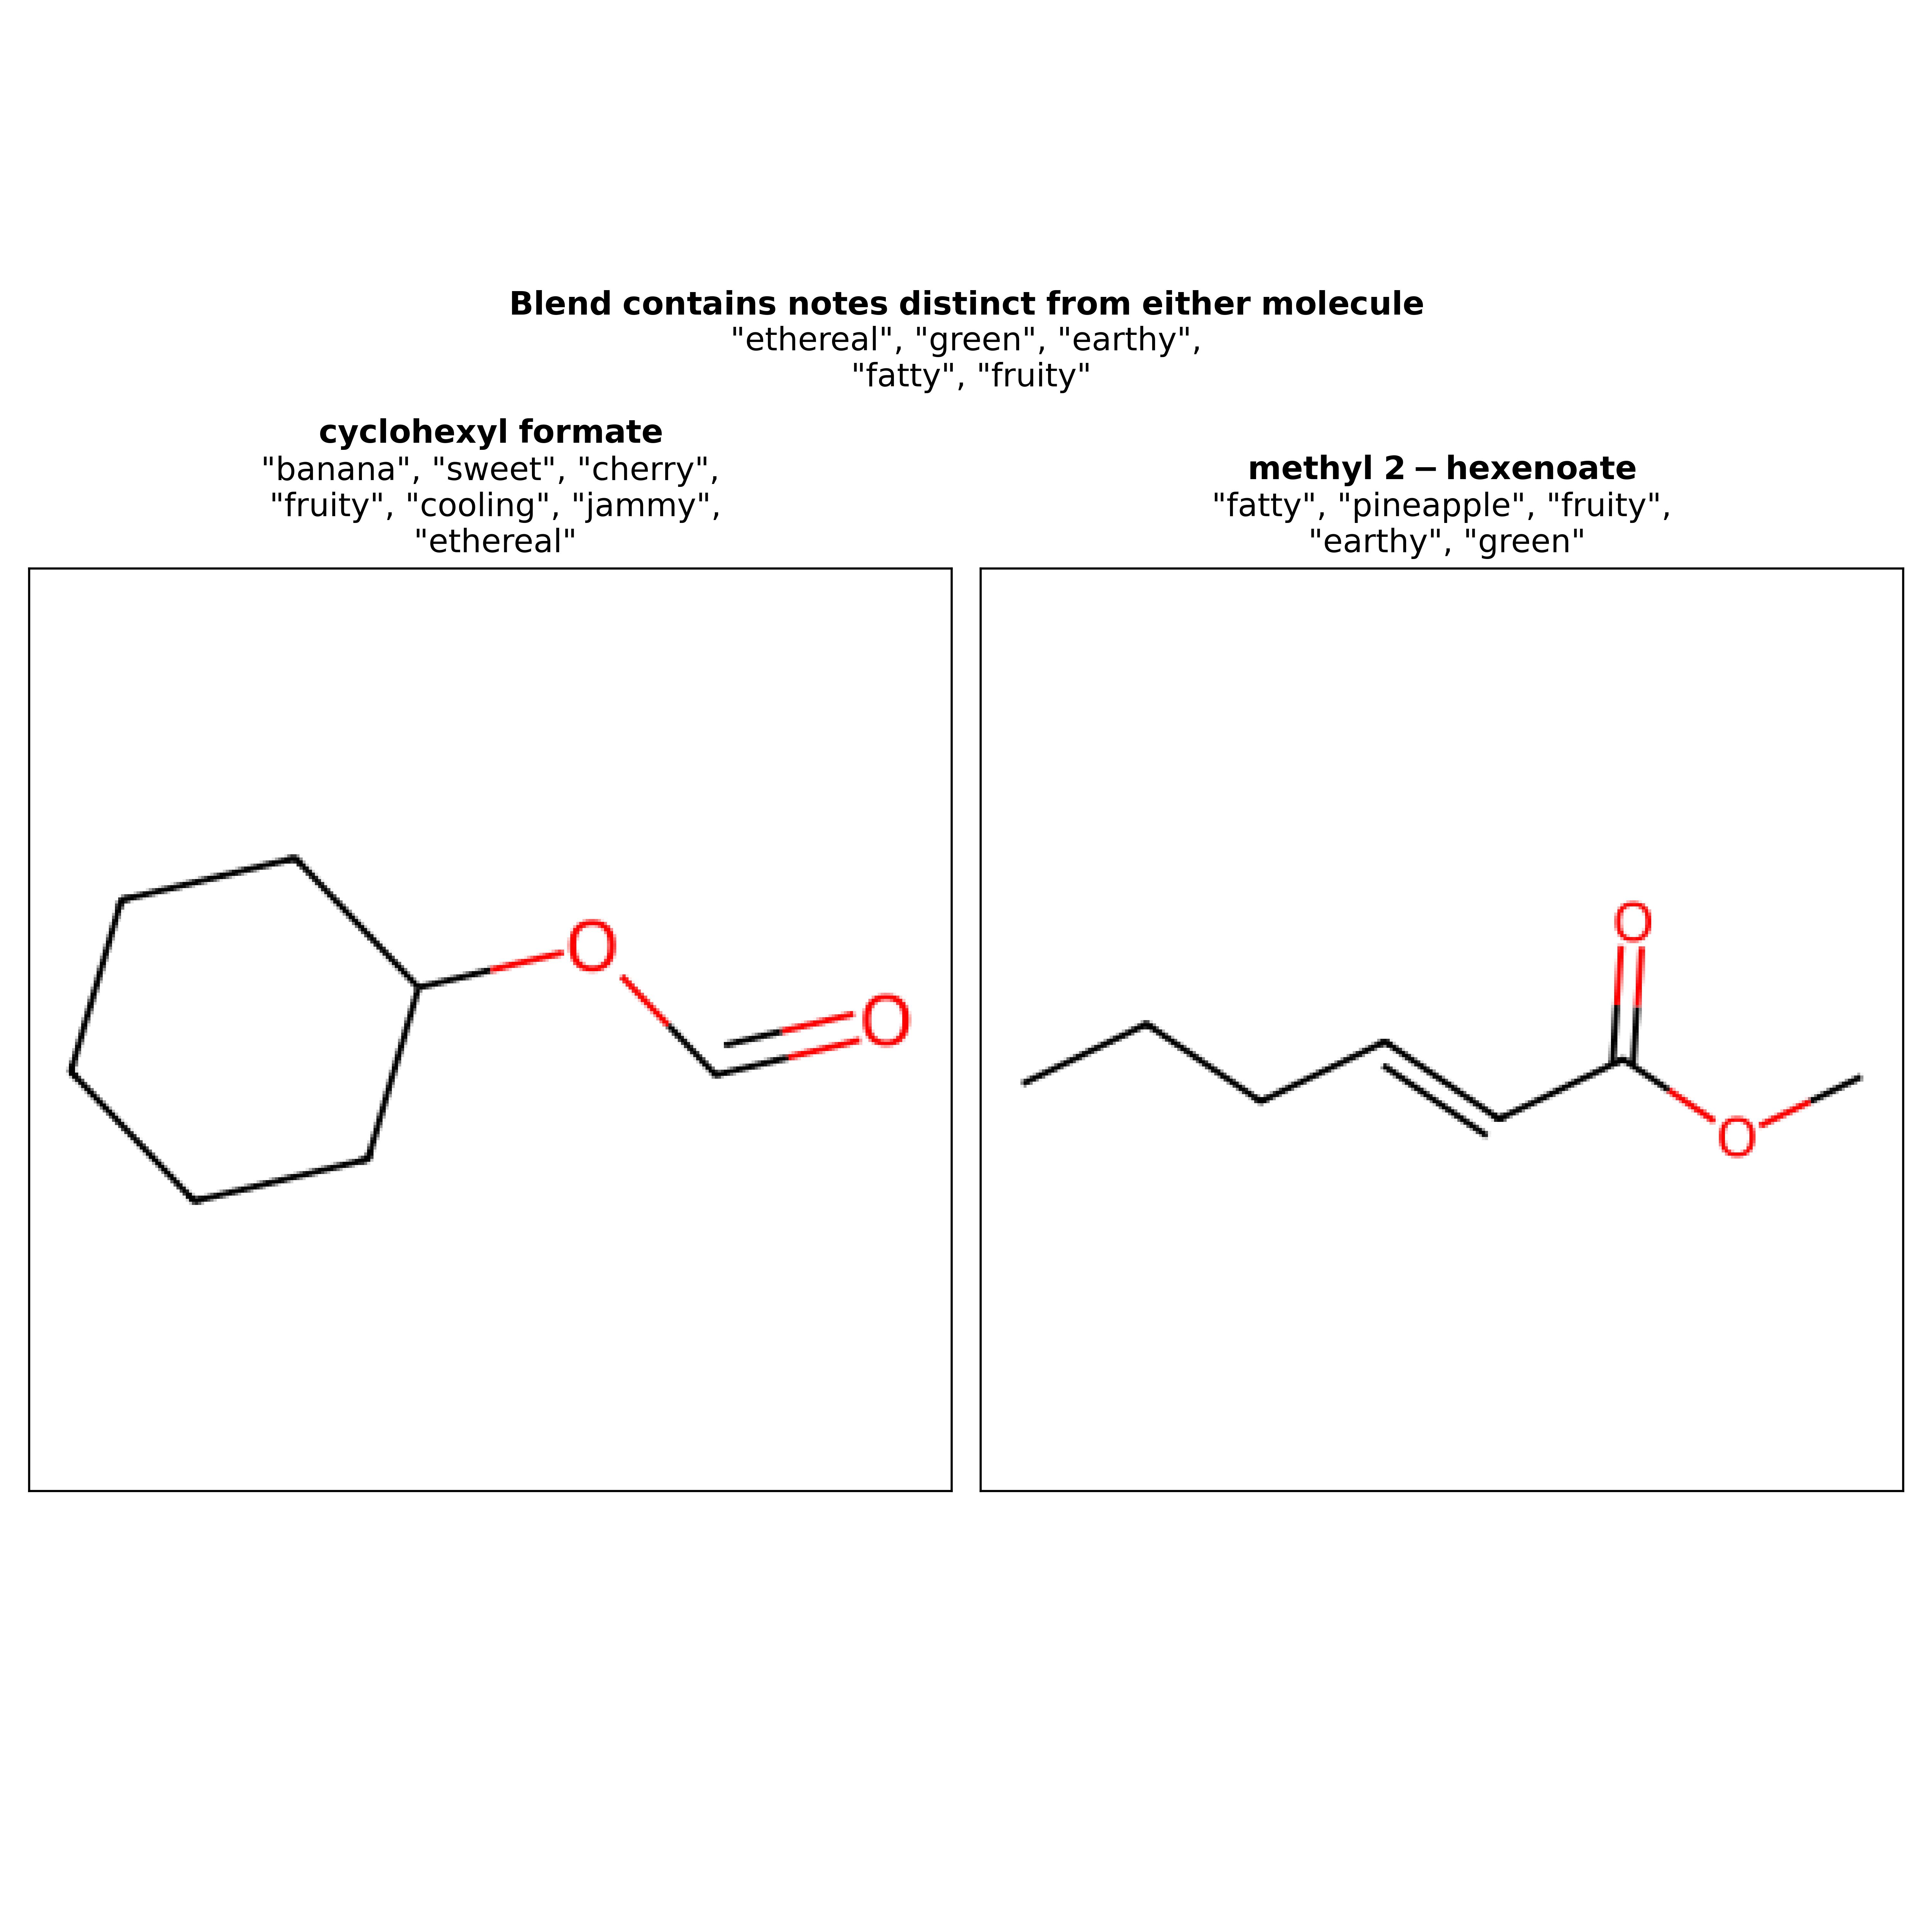 Blend contains notes distinct from either molecule
"ethereal", "green", "earthy",
"fatty", "fruity"
cyclohexyl formate
"banana", "sweet", "cherry",
"fruity", "cooling", "jammy",
"ethereal"
methyl 2 − hexenoate
"fatty", "pineapple", "fruity",
"earthy", "green"
O
O
O
O